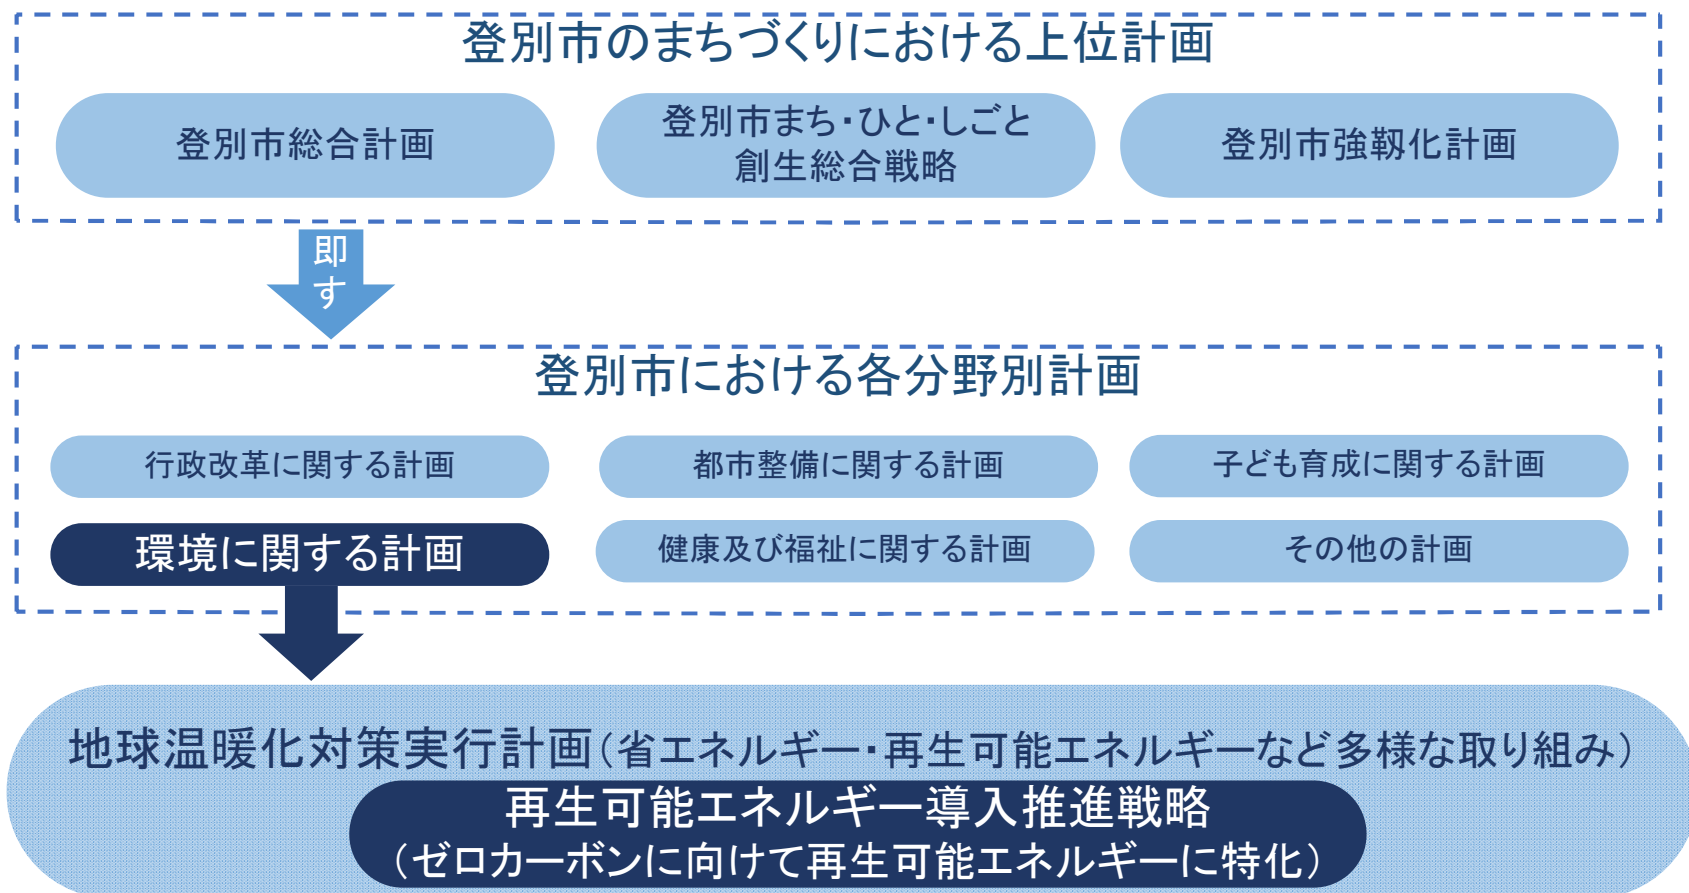 登別市のまちづくりにおける上位計画
登別市総合計画
登別市まち・ひと・しごと
創生総合戦略
登別市強靱化計画
即
す
登別市における各分野別計画
行政改革に関する計画
都市整備に関する計画
子ども育成に関する計画
環境に関する計画
健康及び福祉に関する計画
その他の計画
地球温暖化対策実行計画（省エネルギー・再生可能エネルギーなど多様な取り組み）
再生可能エネルギー導入推進戦略
（ゼロカーボンに向けて再生可能エネルギーに特化）